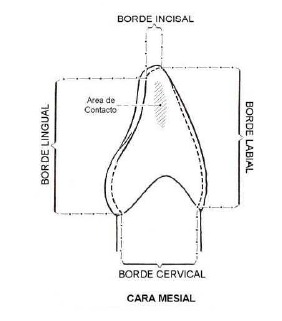 BORDE INCISAL
Area de
Contacto
BORDE LINGUAL
BORDE LABIAL
BORDE CERVICAL
CARA MESIAL